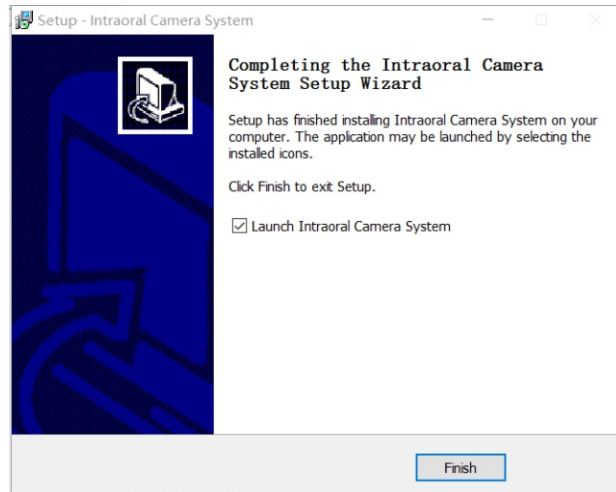 Setup - Intraoral Camera System
Completing the Intraoral Camera
System Setup Wizard
Setup has finished installing Intraoral Camera System on your
computer. The application may be launched by selecting the
installed icons.
Click Finish to exit Setup.
Launch Intraoral Camera System
Finish